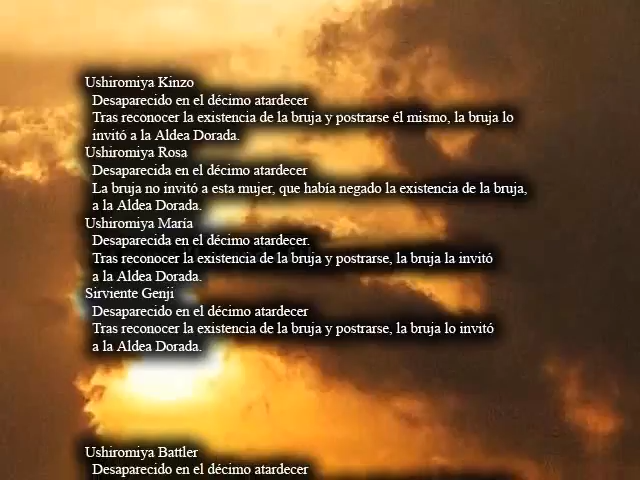 Ushiromiya Kinzo
Desaparecido en el décimo atardecer
Tras reconocer la existencia de la bruja y postrarse él mismo, la bruja lo
invitó a la Aldea Dorada.
Ushiromiya Rosa
Desaparecida en el décimo atardecer
La bruja no invitó a esta mujer, que había negado la existencia de la bruja,
a la Aldea Dorada.
Ushiromiya María
Desaparecida en el décimo atardecer.
Tras reconocer la existencia de la bruja y postrarse, la bruja la invitó
a la Aldea Dorada.
Sirviente Genji
Desaparecido en el décimo atardecer
Tras reconocer la existencia de la bruja y postrarse, la bruja lo invitó
a la Aldea Dorada.
Ushiromiya Battler
Desaparecido en el décimo atardecer